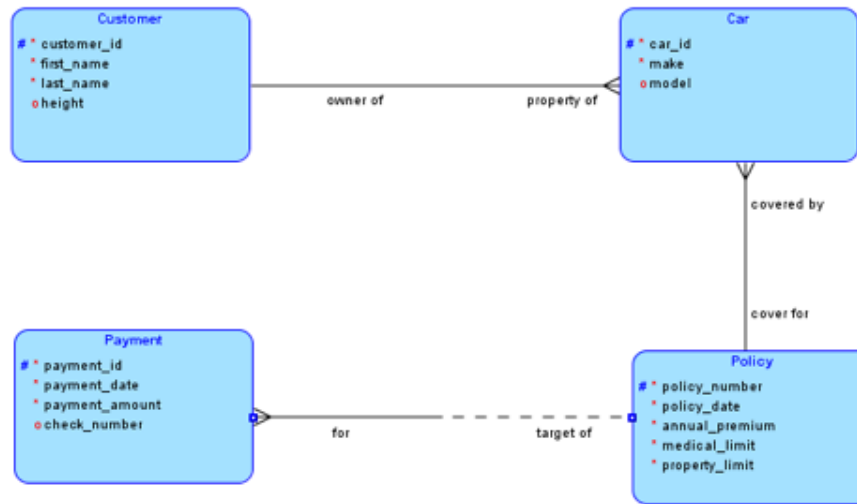 Customer
# * customer_id
* first_name
* last_name
o height
Car
# * car_id
* make
o model
owner of
property of
covered by
cover for
Payment
# * payment_id
* payment_date
* payment_amount
o check_number
for
target of
Policy
# * policy_number
* policy_date
* annual_premium
* medical_limit
* property_limit